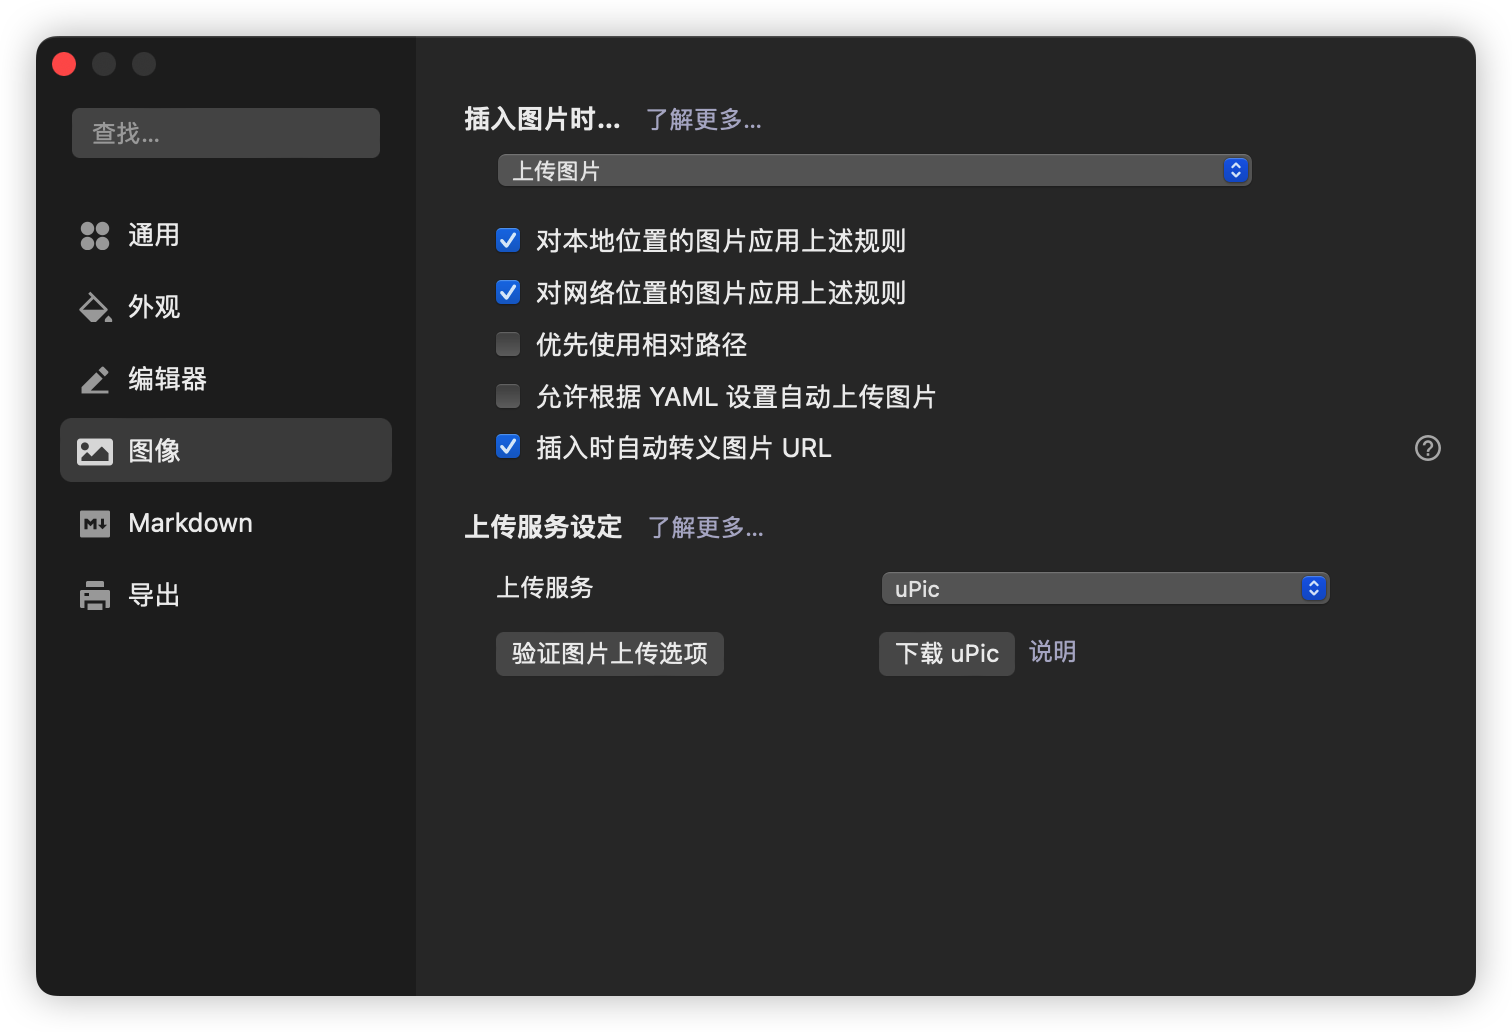 查找...
通用
外观
编辑器
图像
Markdown
导出
插入图片时... 了解更多...
上传图片
对本地位置的图片应用上述规则
对网络位置的图片应用上述规则
优先使用相对路径
允许根据 YAML 设置自动上传图片
插入时自动转义图片 URL
上传服务设定 了解更多...
上传服务 uPic
验证图片上传选项 下载 uPic 说明